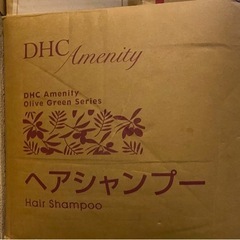 DHC Amenity
DHC Amenity
Olive Green Series
ヘアシャンプー
Hair Shampoo